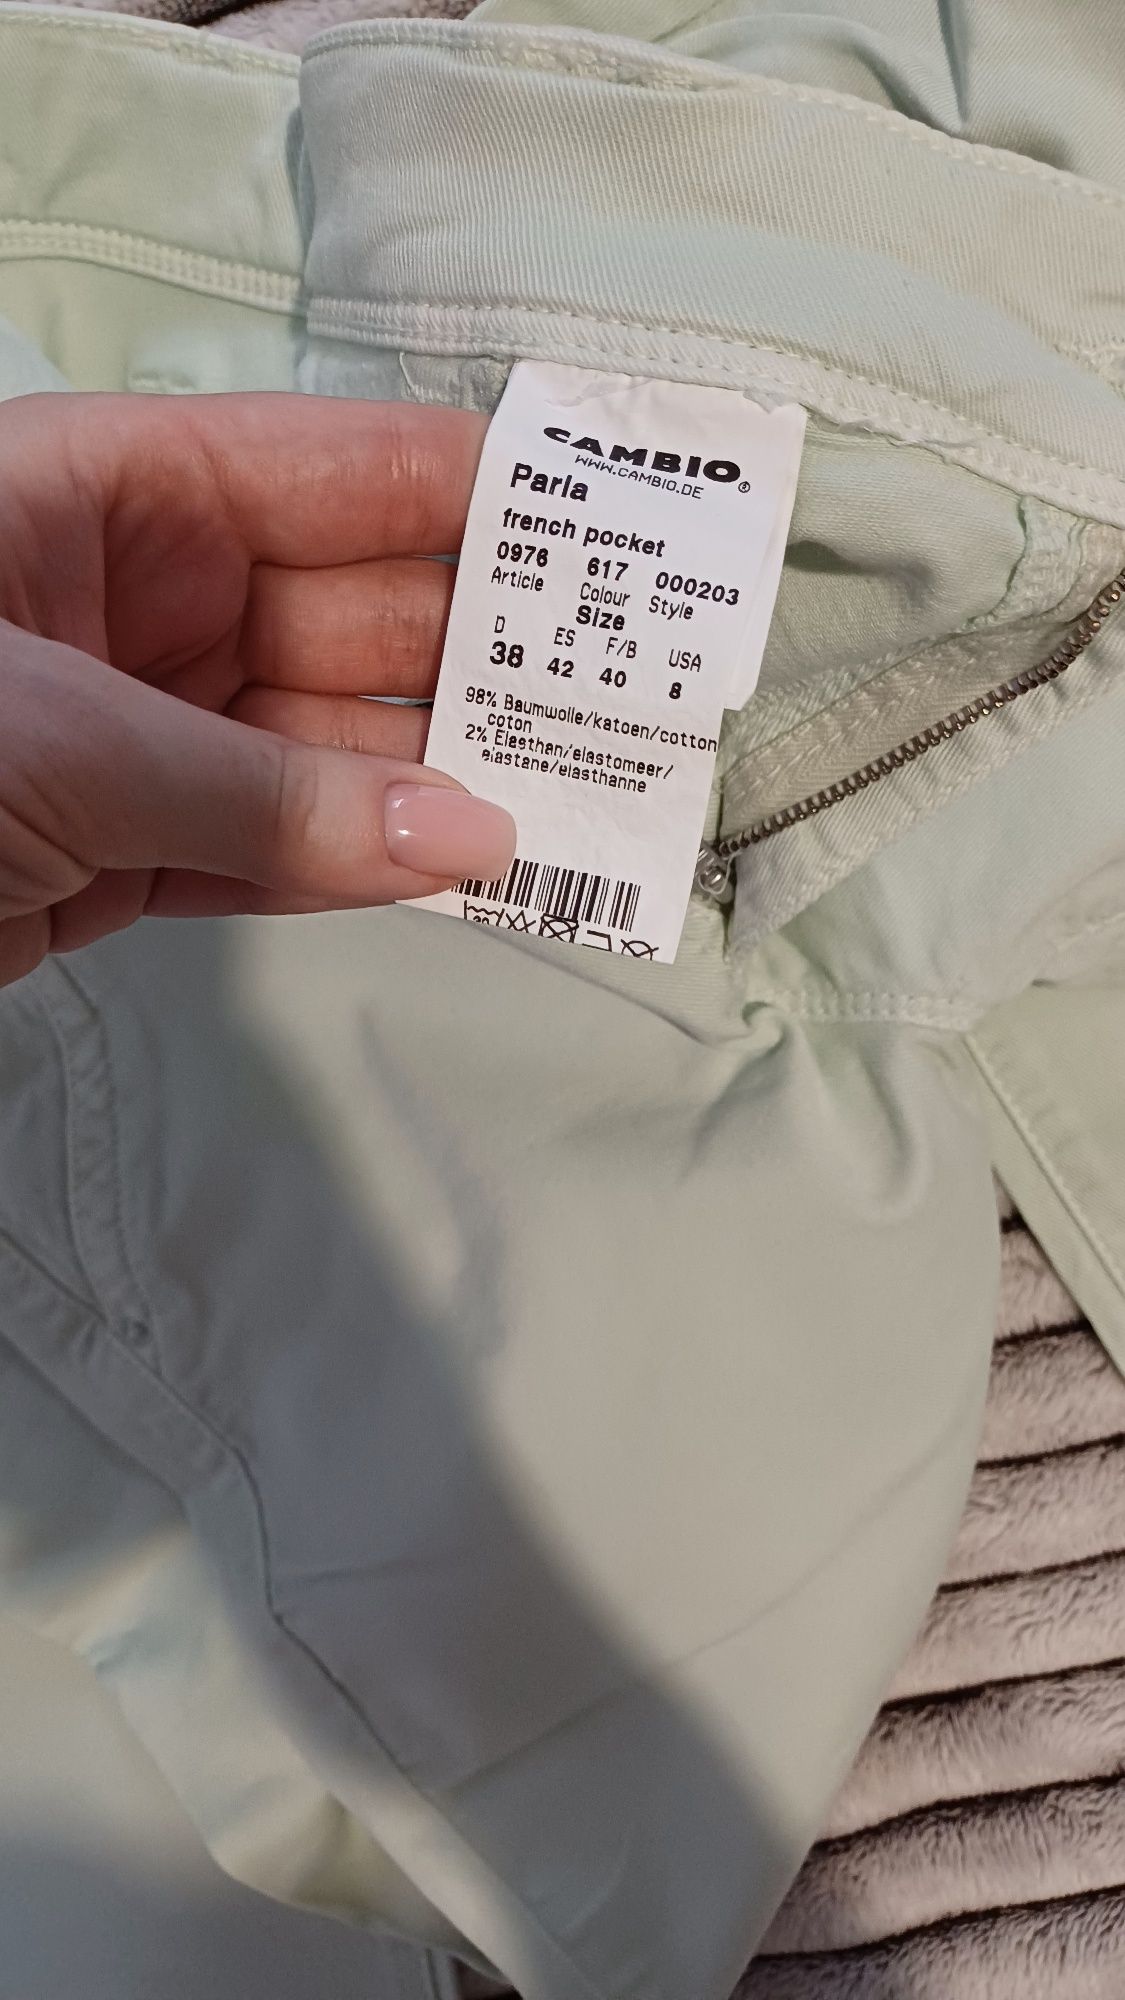 CAMBIO®
WWW.CAMBIO.DE
Parla
french pocket
0976 617 000203
Article Colour Style
Size
D ES F/B USA
38 42 40 8
98% Baumwolle/katoen/cotton
coton
2% Elasthan/elastomeer/
elastane/elasthanne
30